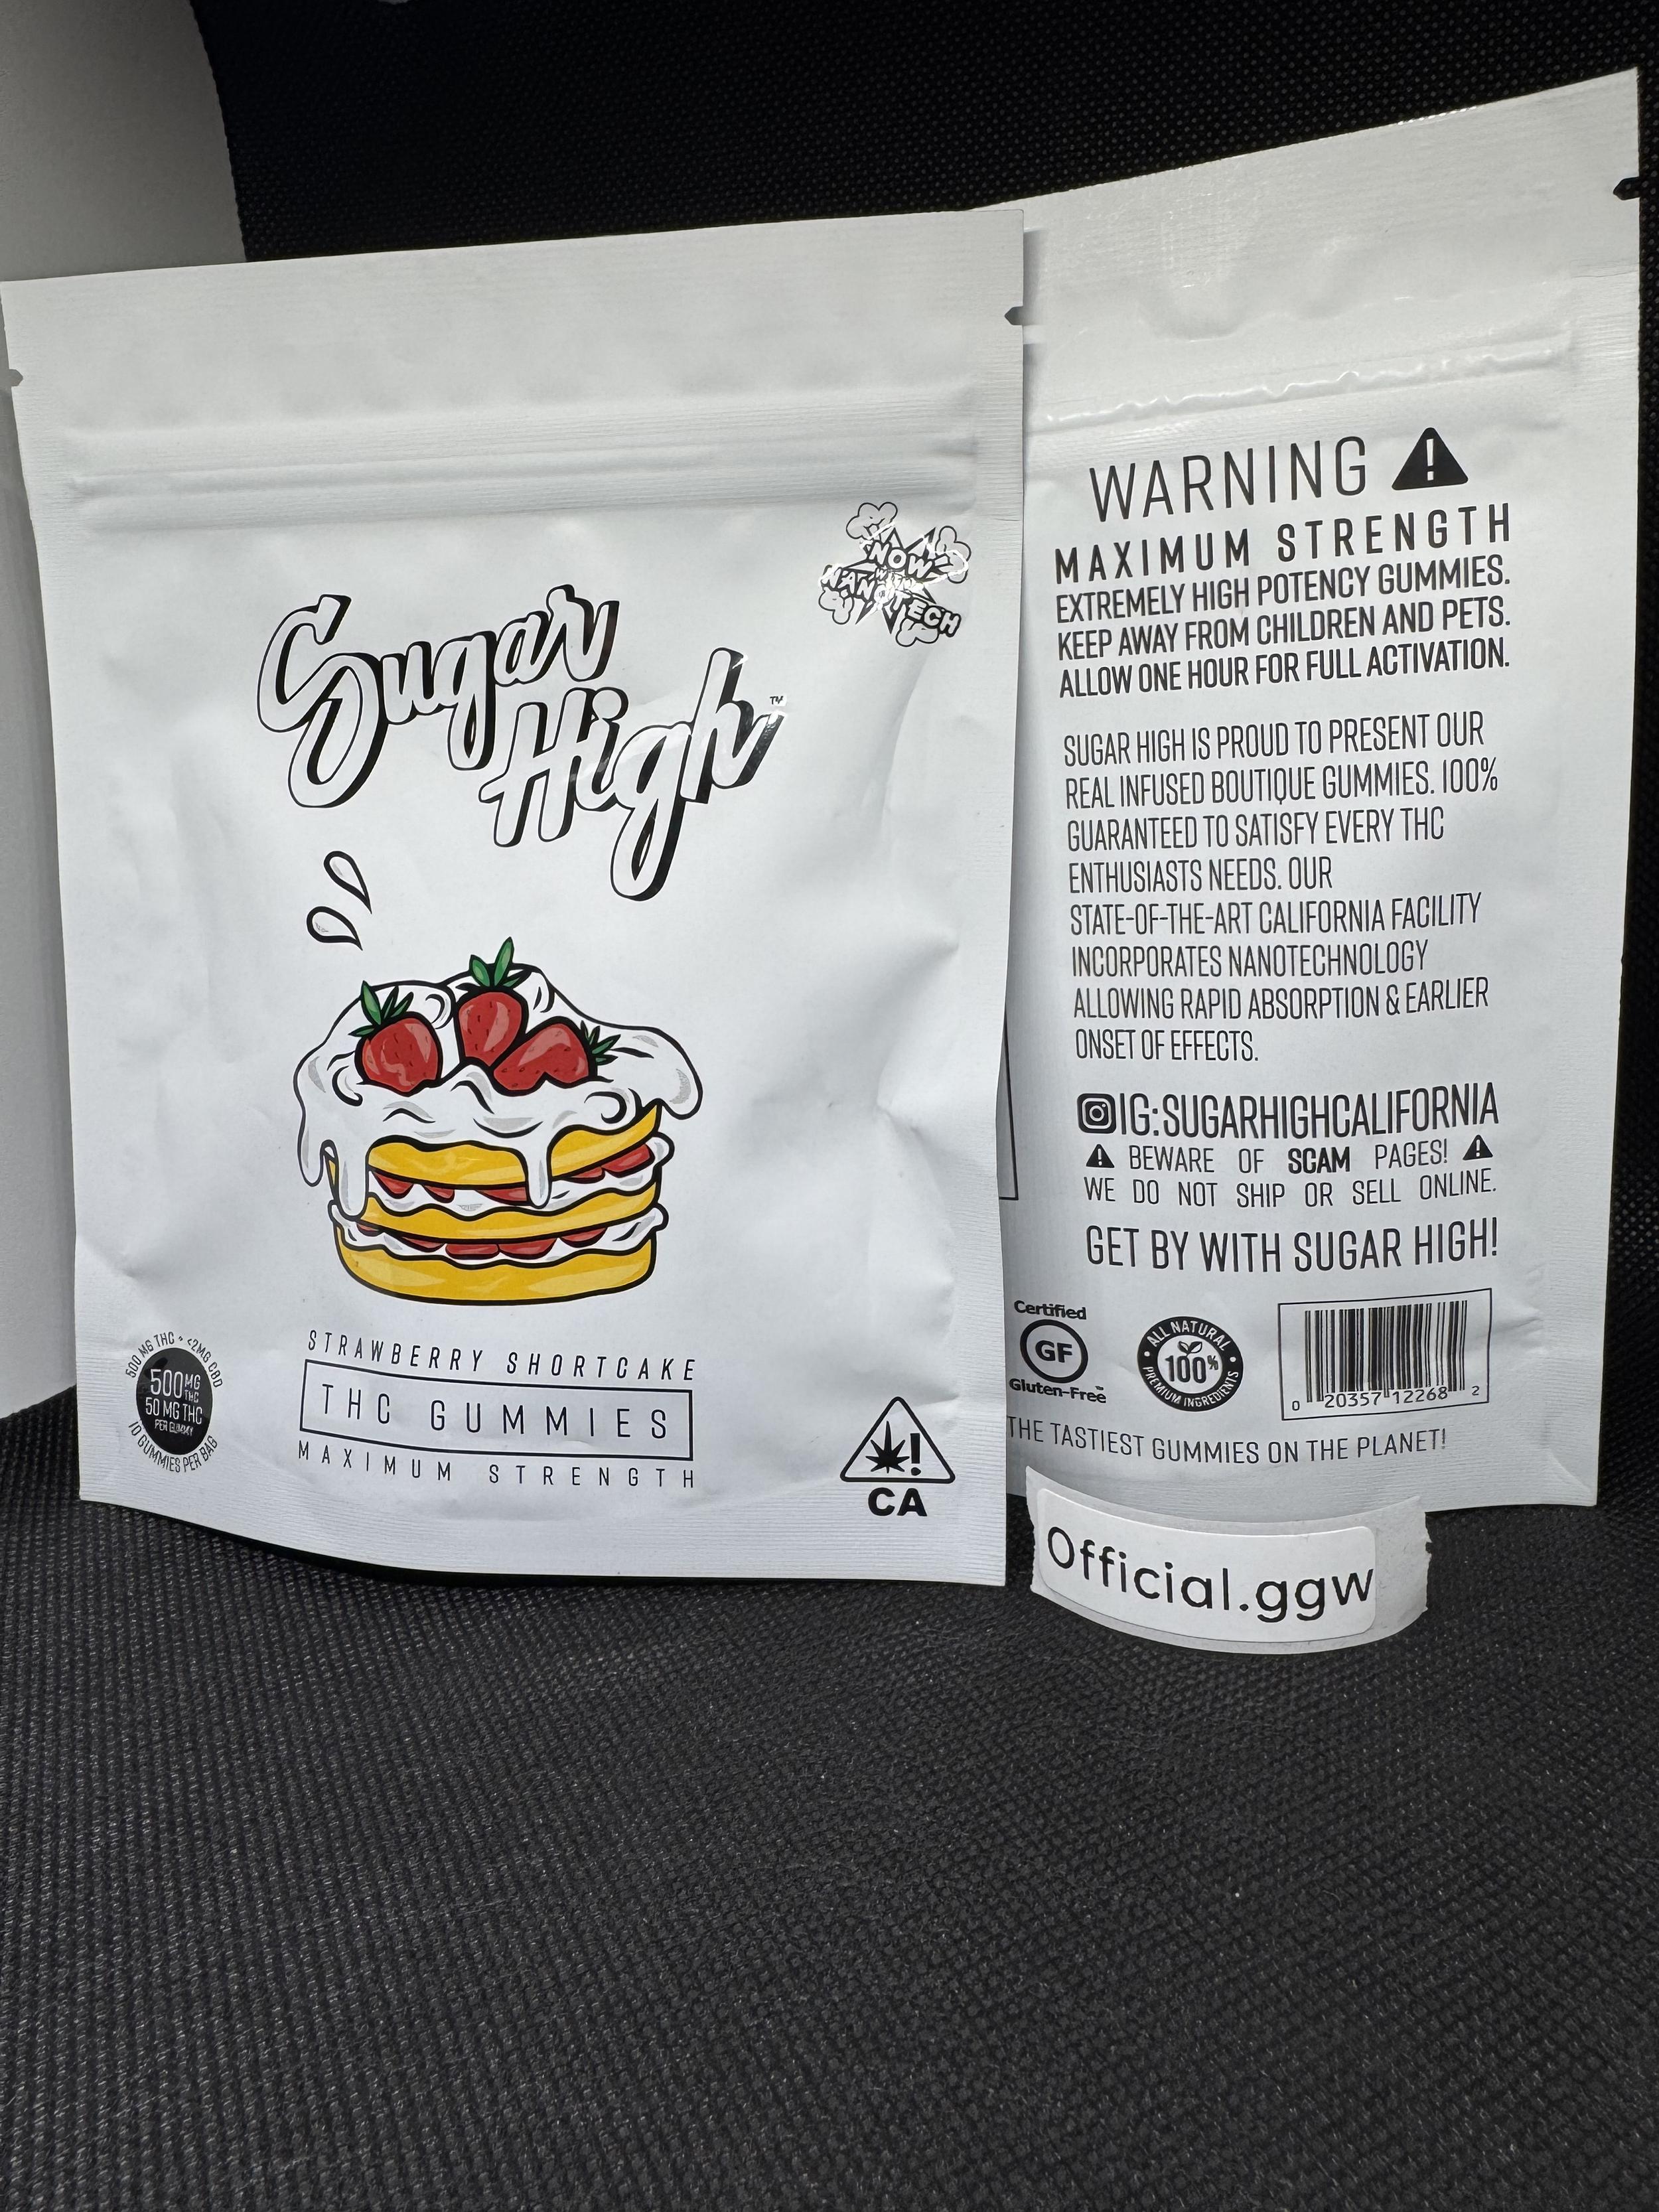 NOW
WITH
NANOTECH
Sugar
High™
500 MG THC • <2MG CBD
500MG
THC
50 MG THC
PER GUMMY
10 GUMMIES PER BAG
STRAWBERRY SHORTCAKE
THC GUMMIES
MAXIMUM STRENGTH
!
CA
WARNING !
MAXIMUM STRENGTH
EXTREMELY HIGH POTENCY GUMMIES.
KEEP AWAY FROM CHILDREN AND PETS.
ALLOW ONE HOUR FOR FULL ACTIVATION.
SUGAR HIGH IS PROUD TO PRESENT OUR
REAL INFUSED BOUTIQUE GUMMIES. 100%
GUARANTEED TO SATISFY EVERY THC
ENTHUSIASTS NEEDS. OUR
STATE-OF-THE-ART CALIFORNIA FACILITY
INCORPORATES NANOTECHNOLOGY
ALLOWING RAPID ABSORPTION & EARLIER
ONSET OF EFFECTS.
IG:SUGARHIGHCALIFORNIA
! BEWARE OF SCAM PAGES! !
WE DO NOT SHIP OR SELL ONLINE.
GET BY WITH SUGAR HIGH!
Certified
GF
Gluten-Free™
ALL NATURAL
100%
PREMIUM INGREDIENTS
0 20357 12268 2
THE TASTIEST GUMMIES ON THE PLANET!
Official.ggw